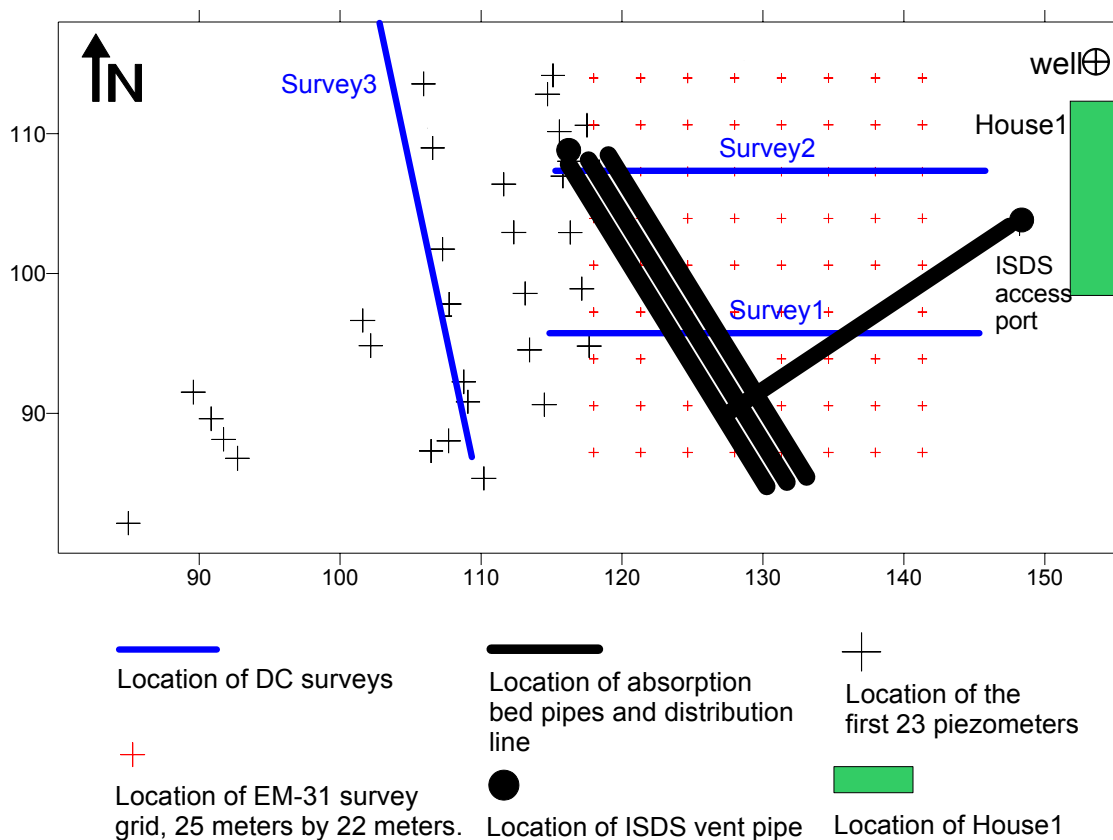 N
Survey3
well
House1
110
Survey2
100
ISDS
access
port
Survey1
90
90
100
110
120
130
140
150
Location of DC surveys
Location of absorption
bed pipes and distribution
line
Location of the
first 23 piezometers
Location of EM-31 survey
grid, 25 meters by 22 meters.
Location of ISDS vent pipe
Location of House1